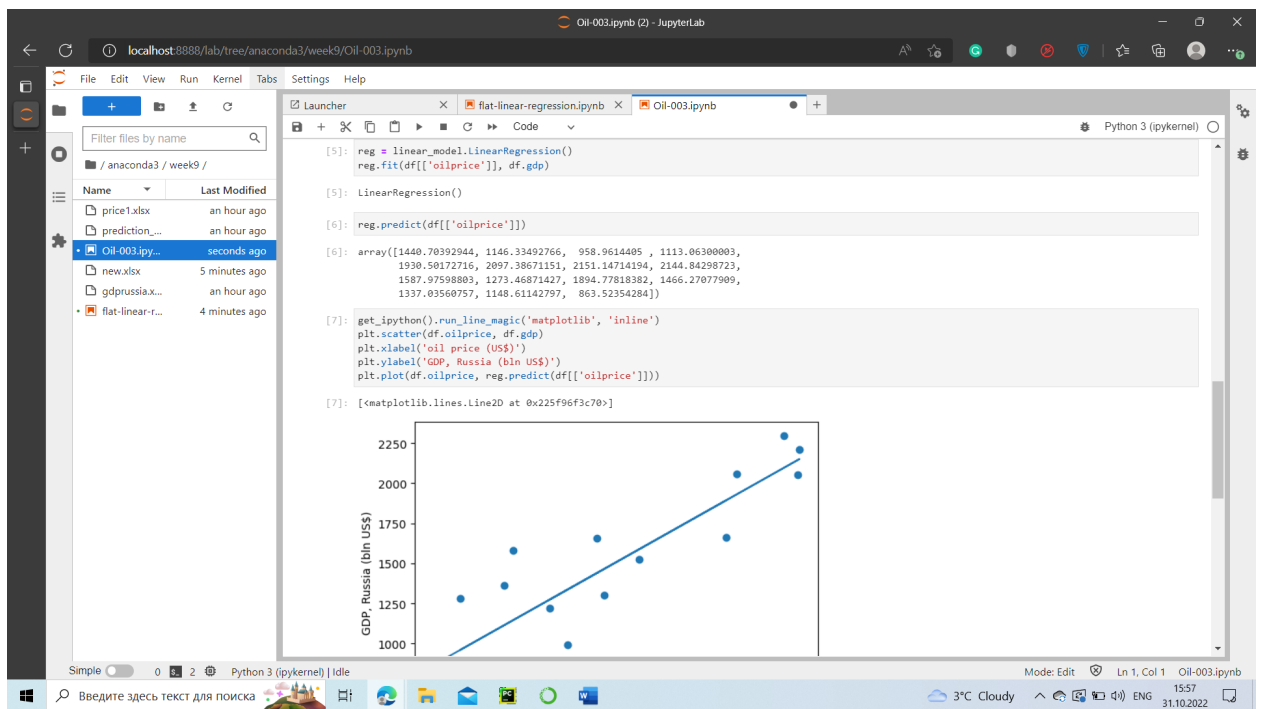 Oil-003.ipynb (2) - JupyterLab
localhost:8888/lab/tree/anaconda3/week9/Oil-003.ipynb
File Edit View Run Kernel Tabs Settings Help
Launcher flat-linear-regression.ipynb Oil-003.ipynb
Code Python 3 (ipykernel)
Filter files by name
/ anaconda3 / week9 /
Name Last Modified
price1.xlsx an hour ago
prediction_... an hour ago
Oil-003.ipy... seconds ago
new.xlsx 5 minutes ago
gdprussia.x... an hour ago
flat-linear-r... 4 minutes ago
[5]: reg = linear_model.LinearRegression()
reg.fit(df[['oilprice']], df.gdp)
[5]: LinearRegression()
[6]: reg.predict(df[['oilprice']])
[6]: array([1440.70392944, 1146.33492766, 958.9614405 , 1113.06300003,
1930.50172716, 2097.38671151, 2151.14714194, 2144.84298723,
1587.97598803, 1273.46871427, 1894.77818382, 1466.27077909,
1337.03560757, 1148.61142797, 863.52354284])
[7]: get_ipython().run_line_magic('matplotlib', 'inline')
plt.scatter(df.oilprice, df.gdp)
plt.xlabel('oil price (US$)')
plt.ylabel('GDP, Russia (bln US$)')
plt.plot(df.oilprice, reg.predict(df[['oilprice']]))
[7]: [<matplotlib.lines.Line2D at 0x225f96f3c70>]
2250
2000
1750
1500
1250
1000
GDP, Russia (bln US$)
Simple 0 2 Python 3 (ipykernel) | Idle Mode: Edit Ln 1, Col 1 Oil-003.ipynb
Введите здесь текст для поиска 3°C Cloudy ENG 15:57
31.10.2022